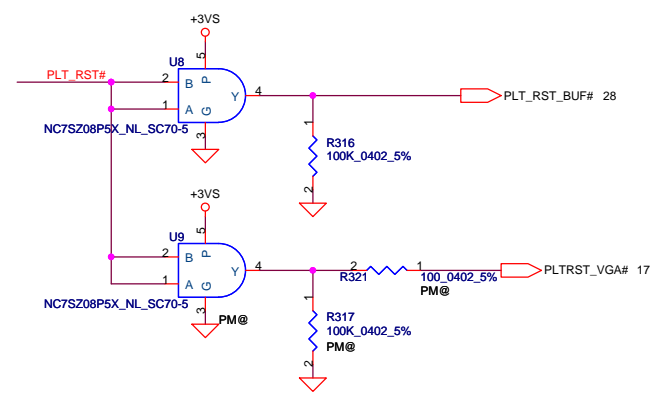 +3VS
U8
5
PLT_RST#
2
B
P
Y
4
1
A
G
PLT_RST_BUF# 28
NC7SZ08P5X_NL_SC70-5
3
1
R316
100K_0402_5%
2
+3VS
U9
5
2
B
P
Y
4
1
A
G
2
R321
1
100_0402_5%
PM@
PLTRST_VGA# 17
NC7SZ08P5X_NL_SC70-5
3
PM@
1
R317
100K_0402_5%
PM@
2